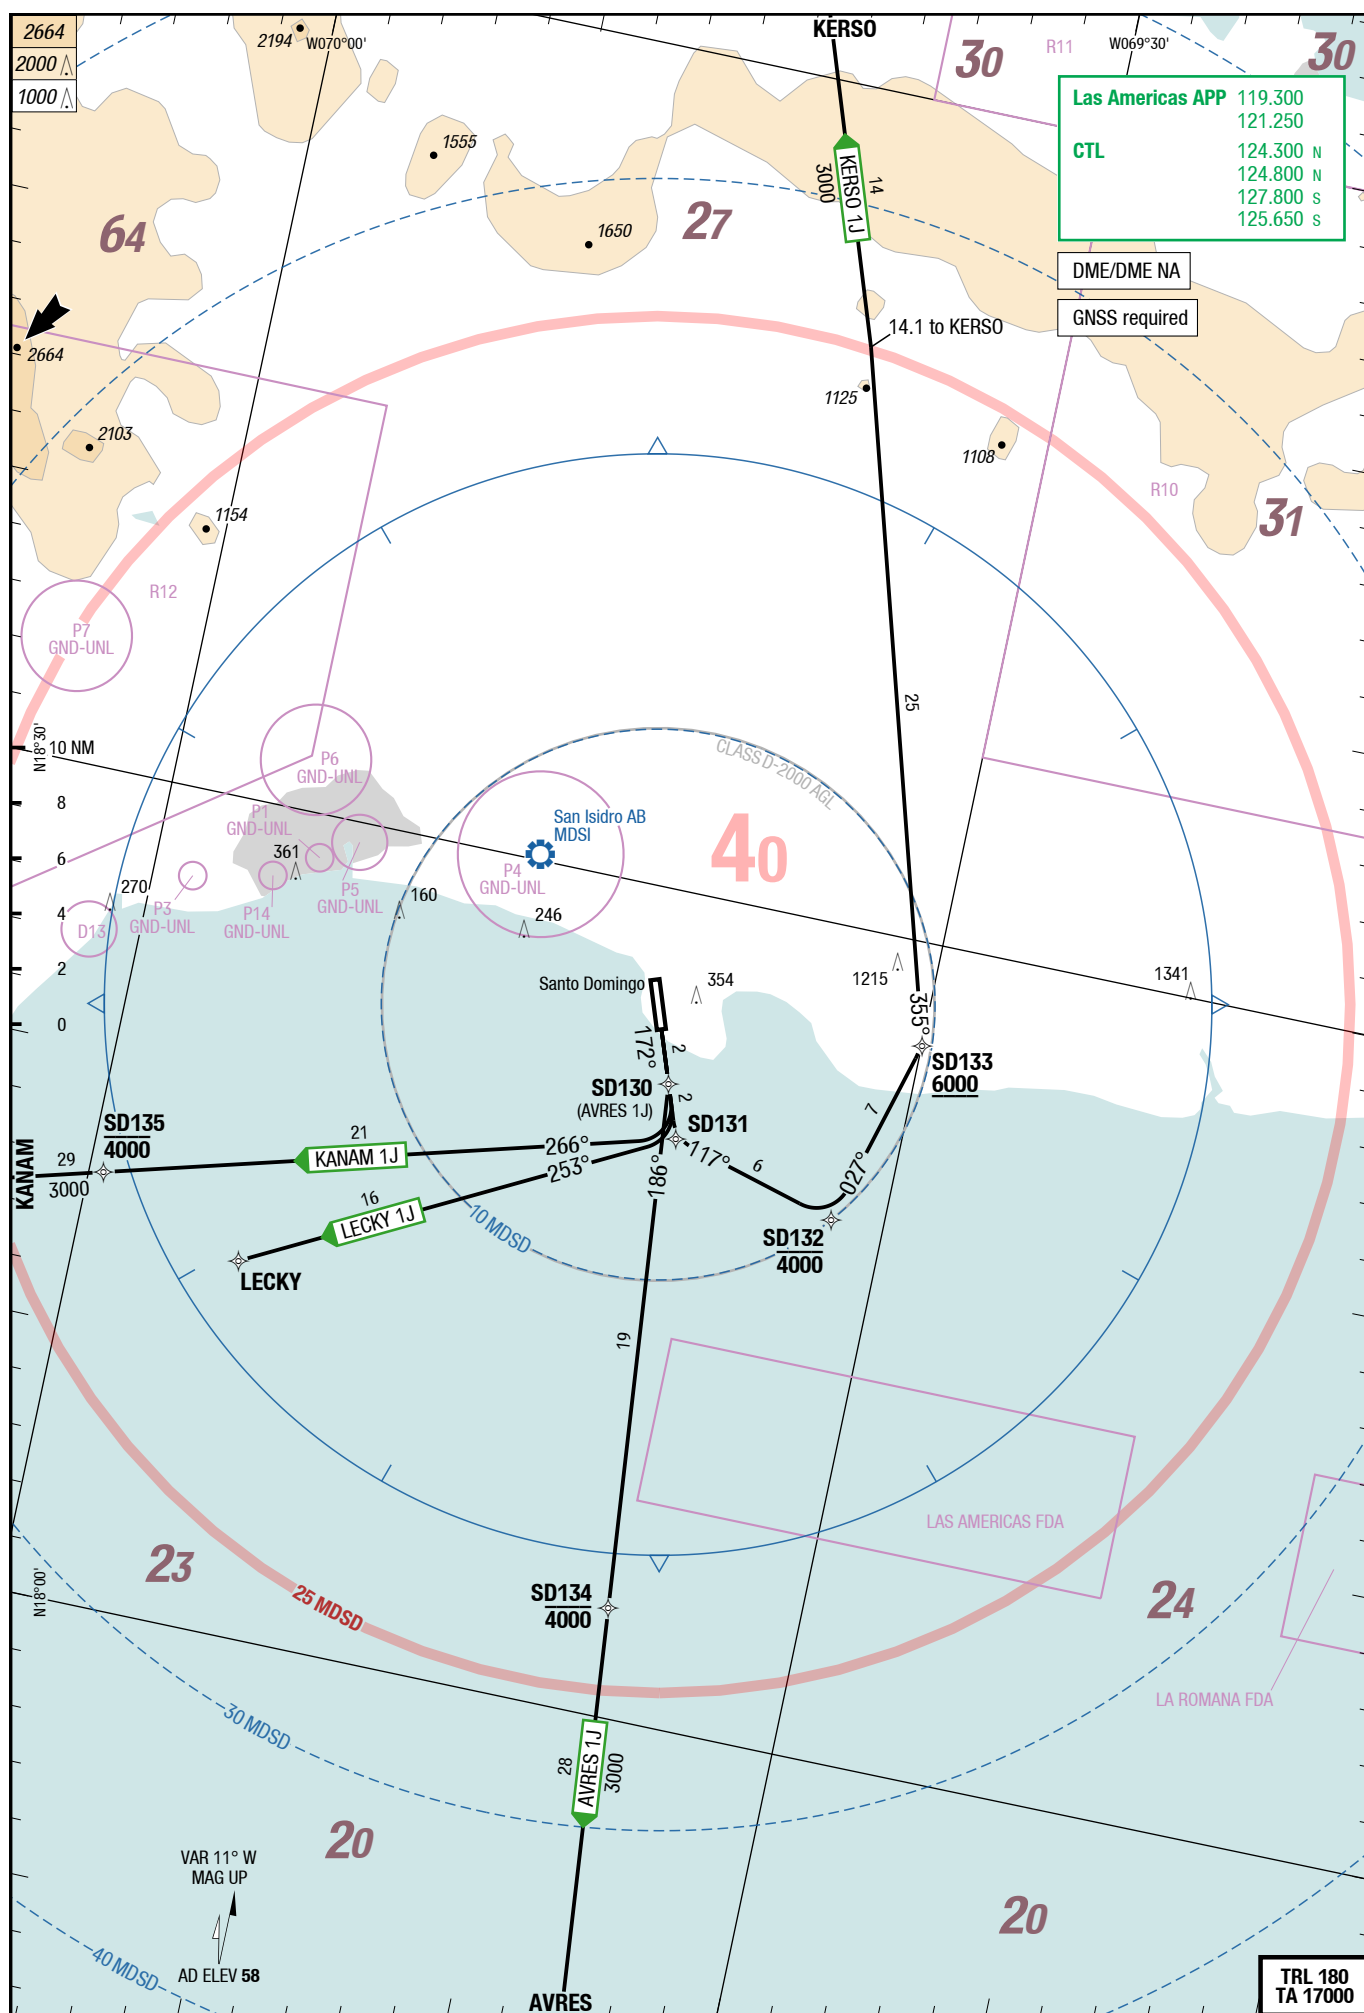 2664
2000
1000
2194
W070°00'
KERSO
30
R11
W069°30'
30
Las Americas APP 119.300
121.250
CTL 124.300 N
124.800 N
127.800 S
125.650 S
DME/DME NA
GNSS required
1555
KERSO 1J
14
3000
64
1650
27
2664
14.1 to KERSO
1125
2103
1108
1154
R10
31
R12
P7
GND-UNL
25
N18°30'
10 NM
8
6
4
2
0
P6
GND-UNL
CLASS D-2000 AGL
P1
GND-UNL
361
San Isidro AB
MDSI
P4
GND-UNL
40
270
P3
GND-UNL
P14
GND-UNL
P5
GND-UNL
160
246
D13
Santo Domingo
354
1215
1341
355°
172°
2
SD133
6000
SD130
(AVRES 1J)
2
SD131
SD135
4000
21
KANAM 1J
266°
253°
186°
117°
6
7
027°
KANAM
29
3000
16
LECKY 1J
10 MDSD
SD132
4000
LECKY
19
LAS AMERICAS FDA
23
N18°00'
25 MDSD
SD134
4000
24
LA ROMANA FDA
30 MDSD
28
AVRES 1J
3000
20
VAR 11° W
MAG UP
20
40 MDSD
AD ELEV 58
AVRES
TRL 180
TA 17000